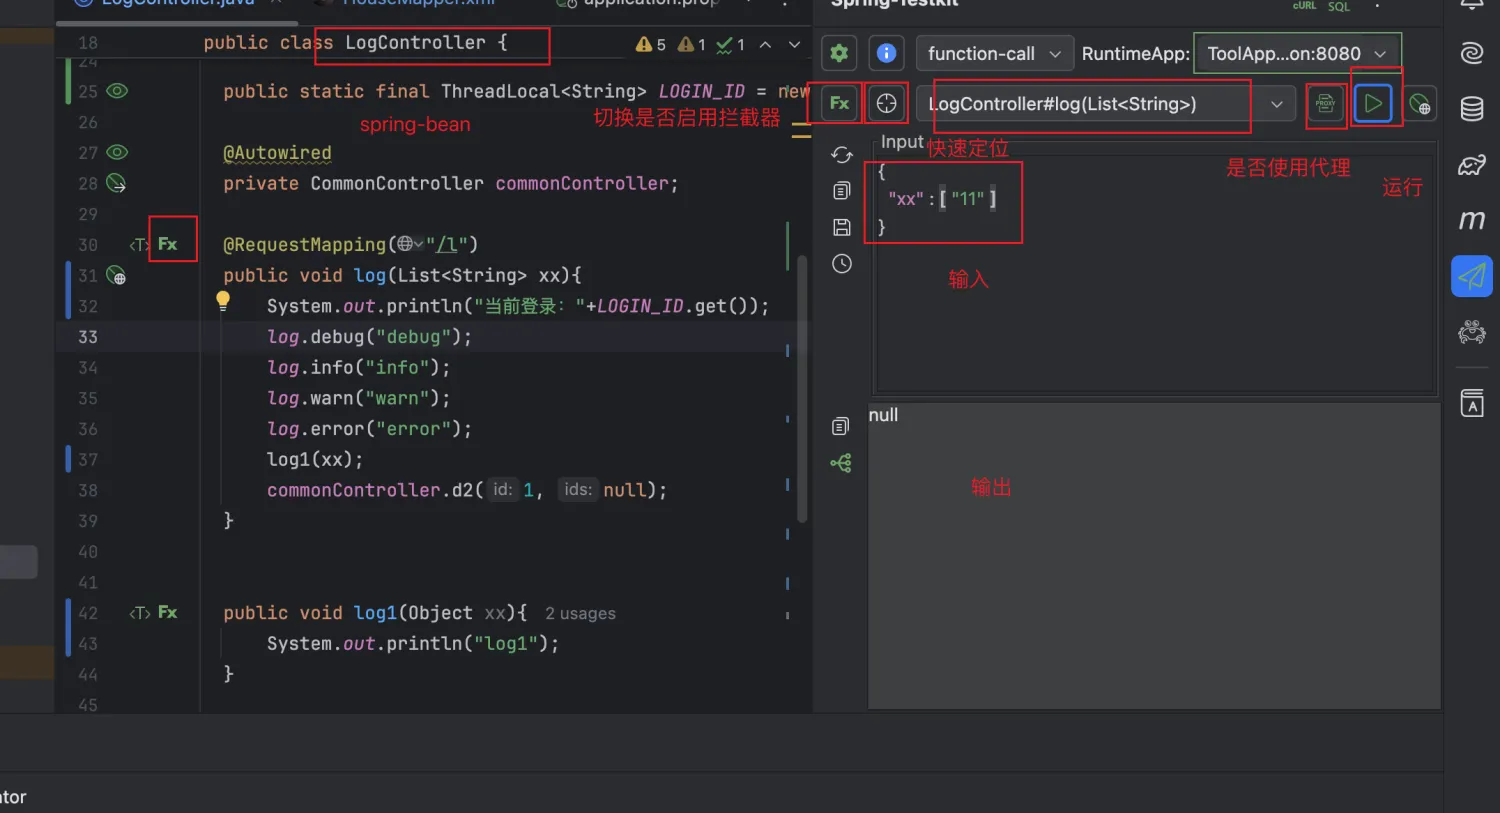 LogController.java
HouseMapper.xml
application.prop
Spring-Testkit
cURL SQL
18 public class LogController {
5 1 1
24
25 public static final ThreadLocal<String> LOGIN_ID = new
26
27 @Autowired
28 private CommonController commonController;
29
30 <T> Fx @RequestMapping("/l")
31 public void log(List<String> xx){
32 System.out.println("当前登录: "+LOGIN_ID.get());
33 log.debug("debug");
34 log.info("info");
35 log.warn("warn");
36 log.error("error");
37 log1(xx);
38 commonController.d2( id: 1, ids: null);
39 }
40
41
42 <T> Fx public void log1(Object xx){ 2 usages
43 System.out.println("log1");
44 }
45
spring-bean
切换是否启用拦截器
function-call RuntimeApp: ToolApp...on:8080
Fx LogController#log(List<String>) PROXY
Input
快速定位
是否使用代理
运行
{
"xx":["11"]
}
输入
null
输出
m
A
ator